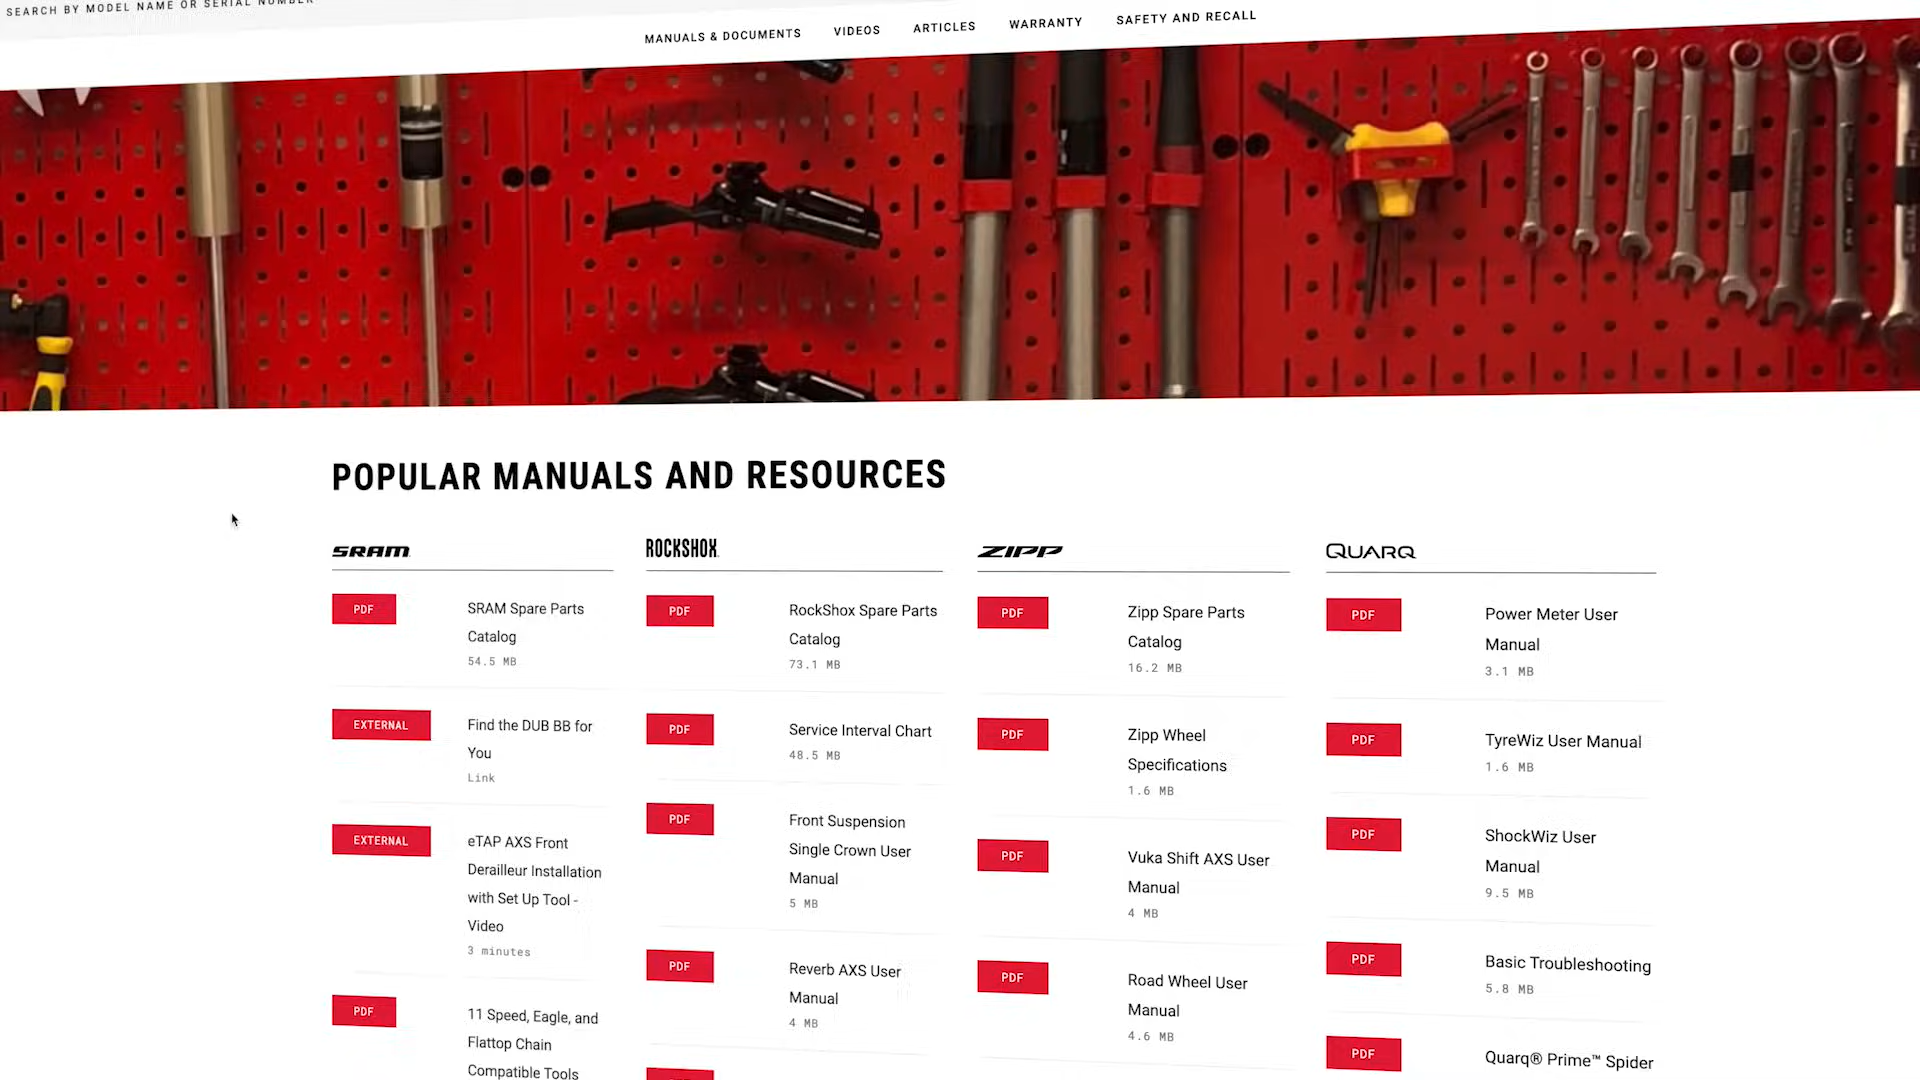 SEARCH BY MODEL NAME OR SERIAL NUMBER
MANUALS & DOCUMENTS
VIDEOS
ARTICLES
WARRANTY
SAFETY AND RECALL
POPULAR MANUALS AND RESOURCES
SRAM
PDF
SRAM Spare Parts
Catalog
54.5 MB
EXTERNAL
Find the DUB BB for
You
Link
EXTERNAL
eTAP AXS Front
Derailleur Installation
with Set Up Tool -
Video
3 minutes
PDF
11 Speed, Eagle, and
Flattop Chain
Compatible Tools
ROCKSHOX
PDF
RockShox Spare Parts
Catalog
73.1 MB
PDF
Service Interval Chart
48.5 MB
PDF
Front Suspension
Single Crown User
Manual
5 MB
PDF
Reverb AXS User
Manual
4 MB
ZIPP
PDF
Zipp Spare Parts
Catalog
16.2 MB
PDF
Zipp Wheel
Specifications
1.6 MB
PDF
Vuka Shift AXS User
Manual
4 MB
PDF
Road Wheel User
Manual
4.6 MB
QUARQ
PDF
Power Meter User
Manual
3.1 MB
PDF
TyreWiz User Manual
1.6 MB
PDF
ShockWiz User
Manual
9.5 MB
PDF
Basic Troubleshooting
5.8 MB
PDF
Quarq® Prime™ Spider